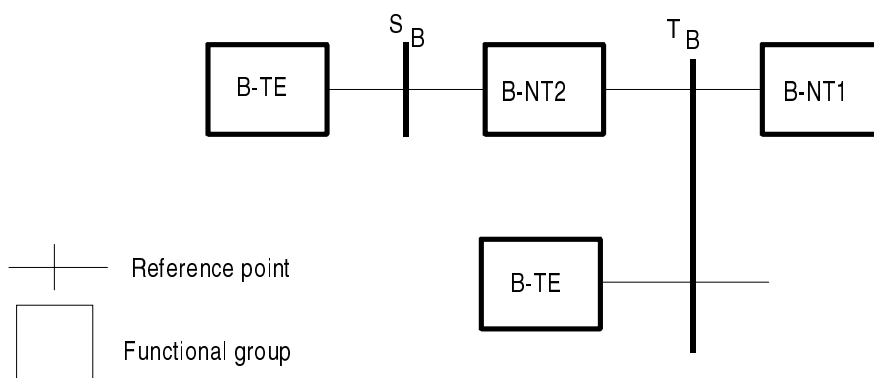 S B
T B
B-TE
B-NT2
B-NT1
B-TE
Reference point
Functional group